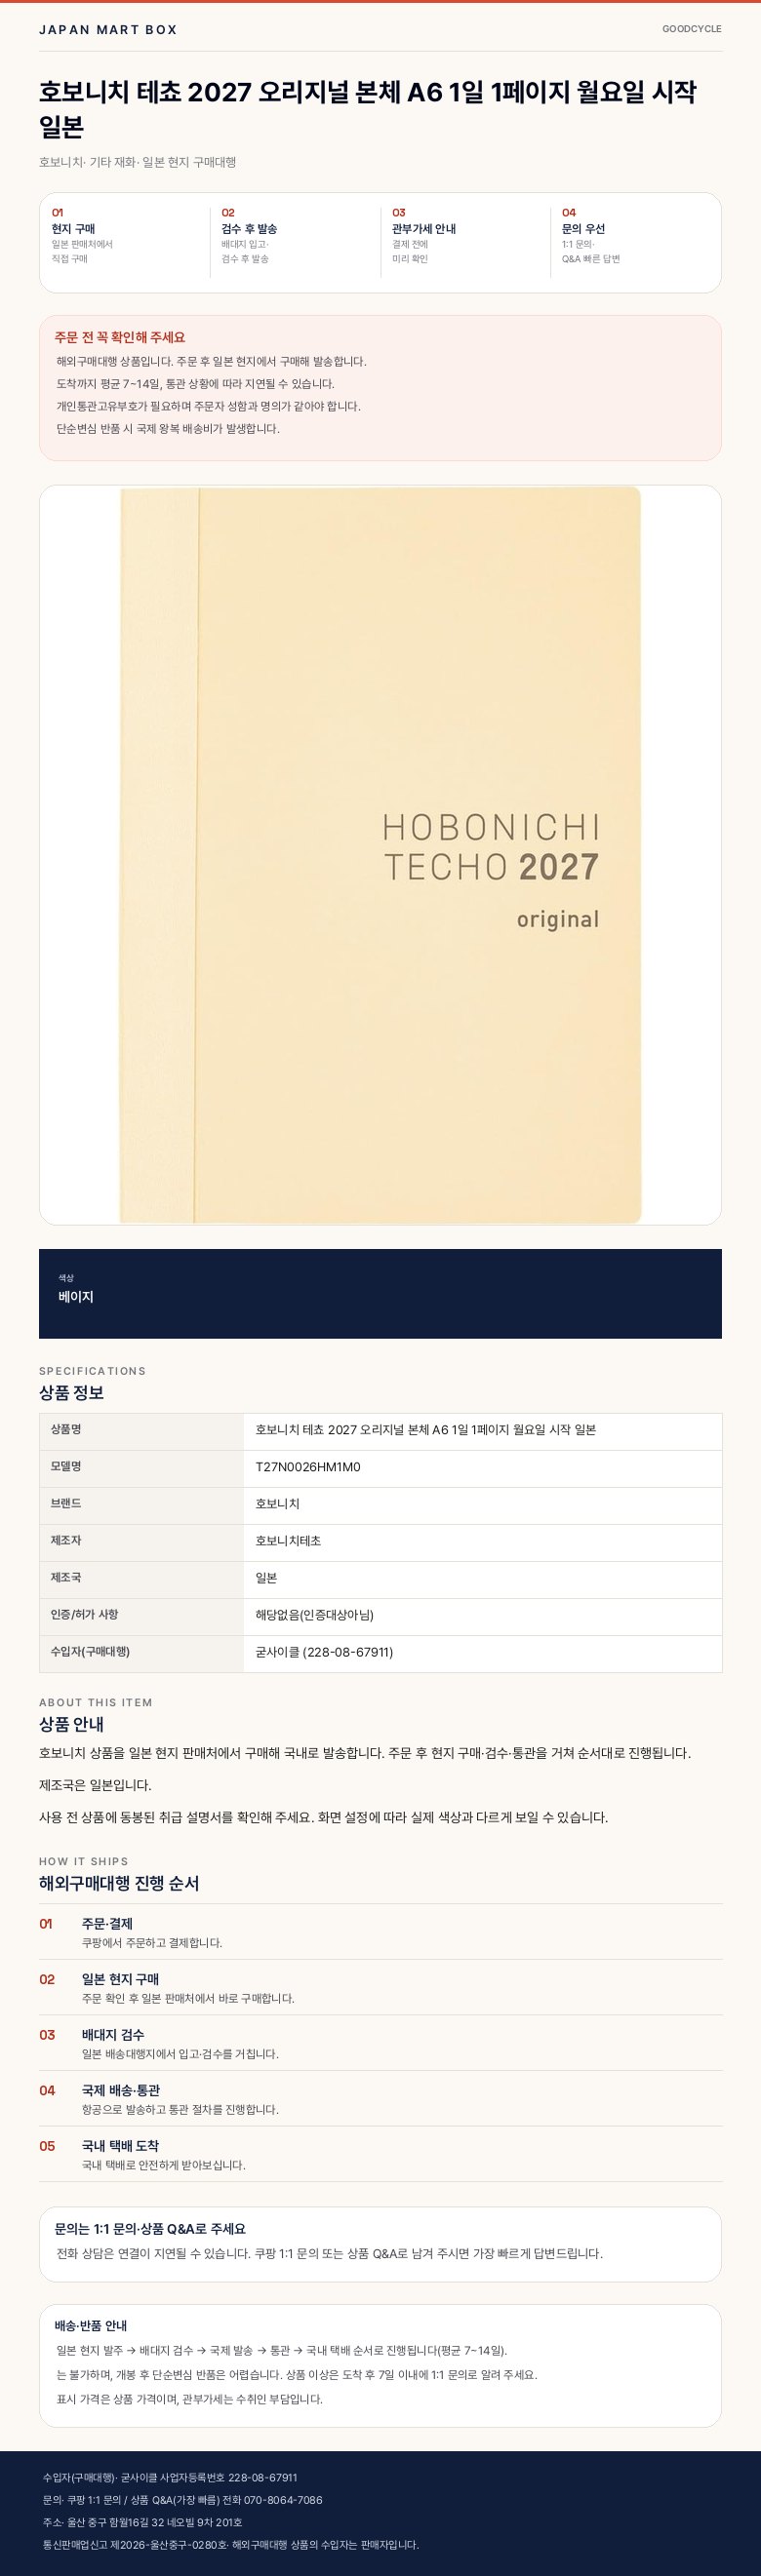 JAPAN MART BOX
GOODCYCLE
호보니치 테쵸 2027 오리지널 본체 A6 1일 1페이지 월요일 시작
일본
호보니치· 기타 재화· 일본 현지 구매대행
01
현지 구매
일본 판매처에서
직접 구매
02
검수 후 발송
배대지 입고·
검수 후 발송
03
관부가세 안내
결제 전에
미리 확인
04
문의 우선
1:1 문의·
Q&A 빠른 답변
주문 전 꼭 확인해 주세요
해외구매대행 상품입니다. 주문 후 일본 현지에서 구매해 발송합니다.
도착까지 평균 7~14일, 통관 상황에 따라 지연될 수 있습니다.
개인통관고유부호가 필요하며 주문자 성함과 명의가 같아야 합니다.
단순변심 반품 시 국제 왕복 배송비가 발생합니다.
HOBONICHI
TECHO 2027
original
색상
베이지
SPECIFICATIONS
상품 정보
상품명 호보니치 테쵸 2027 오리지널 본체 A6 1일 1페이지 월요일 시작 일본
모델명 T27N0026HM1M0
브랜드 호보니치
제조자 호보니치테쵸
제조국 일본
인증/허가 사항 해당없음(인증대상아님)
수입자(구매대행) 굳사이클 (228-08-67911)
ABOUT THIS ITEM
상품 안내
호보니치 상품을 일본 현지 판매처에서 구매해 국내로 발송합니다. 주문 후 현지 구매·검수·통관을 거쳐 순서대로 진행됩니다.
제조국은 일본입니다.
사용 전 상품에 동봉된 취급 설명서를 확인해 주세요. 화면 설정에 따라 실제 색상과 다르게 보일 수 있습니다.
HOW IT SHIPS
해외구매대행 진행 순서
01 주문·결제
쿠팡에서 주문하고 결제합니다.
02 일본 현지 구매
주문 확인 후 일본 판매처에서 바로 구매합니다.
03 배대지 검수
일본 배송대행지에서 입고·검수를 거칩니다.
04 국제 배송·통관
항공으로 발송하고 통관 절차를 진행합니다.
05 국내 택배 도착
국내 택배로 안전하게 받아보십니다.
문의는 1:1 문의·상품 Q&A로 주세요
전화 상담은 연결이 지연될 수 있습니다. 쿠팡 1:1 문의 또는 상품 Q&A로 남겨 주시면 가장 빠르게 답변드립니다.
배송·반품 안내
일본 현지 발주 → 배대지 검수 → 국제 발송 → 통관 → 국내 택배 순서로 진행됩니다(평균 7~14일).
는 불가하며, 개봉 후 단순변심 반품은 어렵습니다. 상품 이상은 도착 후 7일 이내에 1:1 문의로 알려 주세요.
표시 가격은 상품 가격이며, 관부가세는 수취인 부담입니다.
수입자(구매대행)· 굳사이클 사업자등록번호 228-08-67911
문의· 쿠팡 1:1 문의 / 상품 Q&A(가장 빠름) 전화 070-8064-7086
주소· 울산 중구 함월16길 32 네오빌 9차 201호
통신판매업신고 제2026-울산중구-0280호· 해외구매대행 상품의 수입자는 판매자입니다.